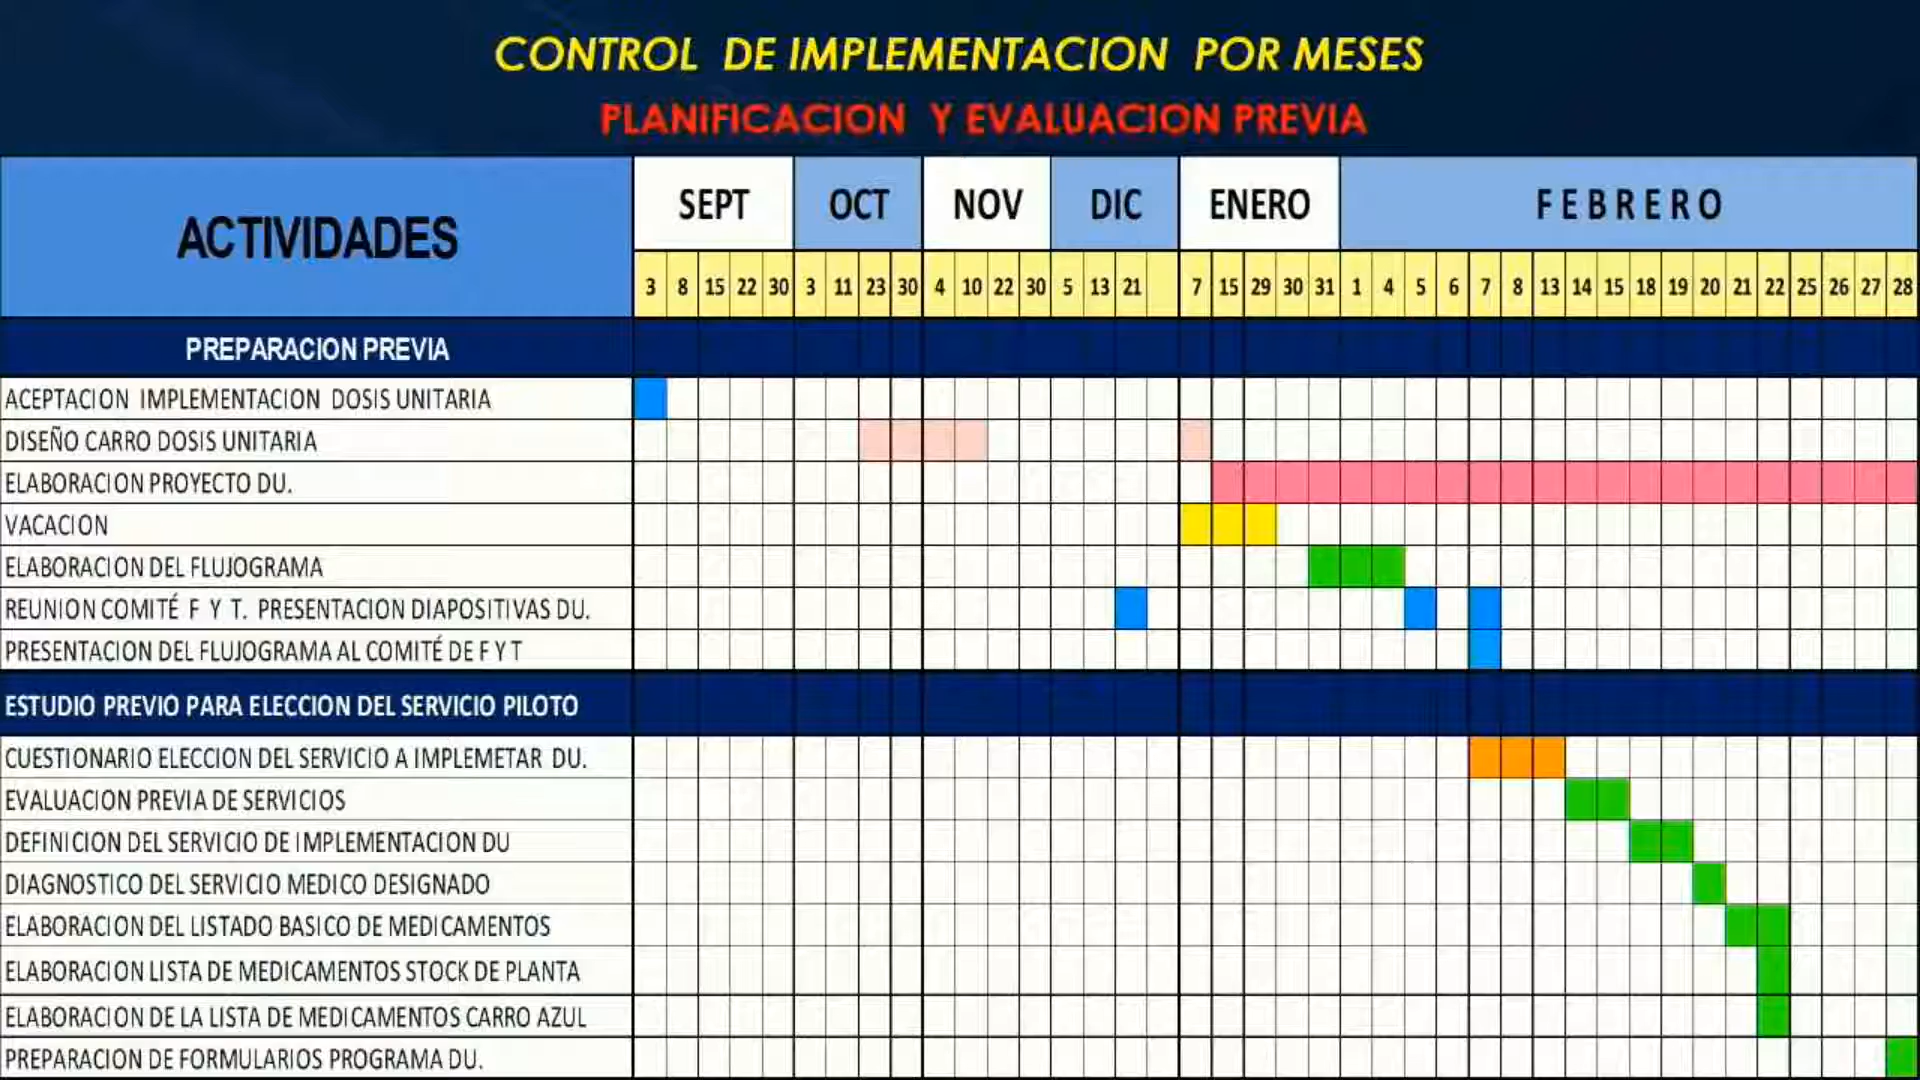 CONTROL DE IMPLEMENTACION POR MESES
PLANIFICACION Y EVALUACION PREVIA
ACTIVIDADES
SEPT OCT NOV DIC ENERO FEBRERO
3 8 15 22 30 3 11 23 30 4 10 22 30 5 13 21 7 15 29 30 31 1 4 5 6 7 8 13 14 15 18 19 20 21 22 25 26 27 28
PREPARACION PREVIA
ACEPTACION IMPLEMENTACION DOSIS UNITARIA
DISEÑO CARRO DOSIS UNITARIA
ELABORACION PROYECTO DU.
VACACION
ELABORACION DEL FLUJOGRAMA
REUNION COMITÉ F Y T. PRESENTACION DIAPOSITIVAS DU.
PRESENTACION DEL FLUJOGRAMA AL COMITÉ DE F Y T
ESTUDIO PREVIO PARA ELECCION DEL SERVICIO PILOTO
CUESTIONARIO ELECCION DEL SERVICIO A IMPLEMETAR DU.
EVALUACION PREVIA DE SERVICIOS
DEFINICION DEL SERVICIO DE IMPLEMENTACION DU
DIAGNOSTICO DEL SERVICIO MEDICO DESIGNADO
ELABORACION DEL LISTADO BASICO DE MEDICAMENTOS
ELABORACION LISTA DE MEDICAMENTOS STOCK DE PLANTA
ELABORACION DE LA LISTA DE MEDICAMENTOS CARRO AZUL
PREPARACION DE FORMULARIOS PROGRAMA DU.